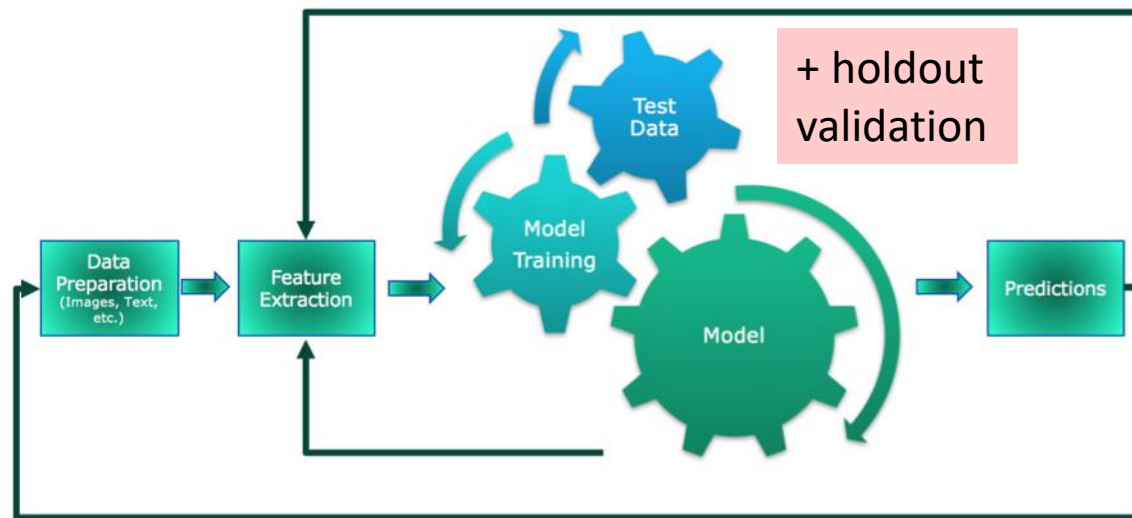 + holdout
validation
Test
Data
Model
Training
Data
Preparation
(Images, Text,
etc.)
Feature
Extraction
Model
Predictions